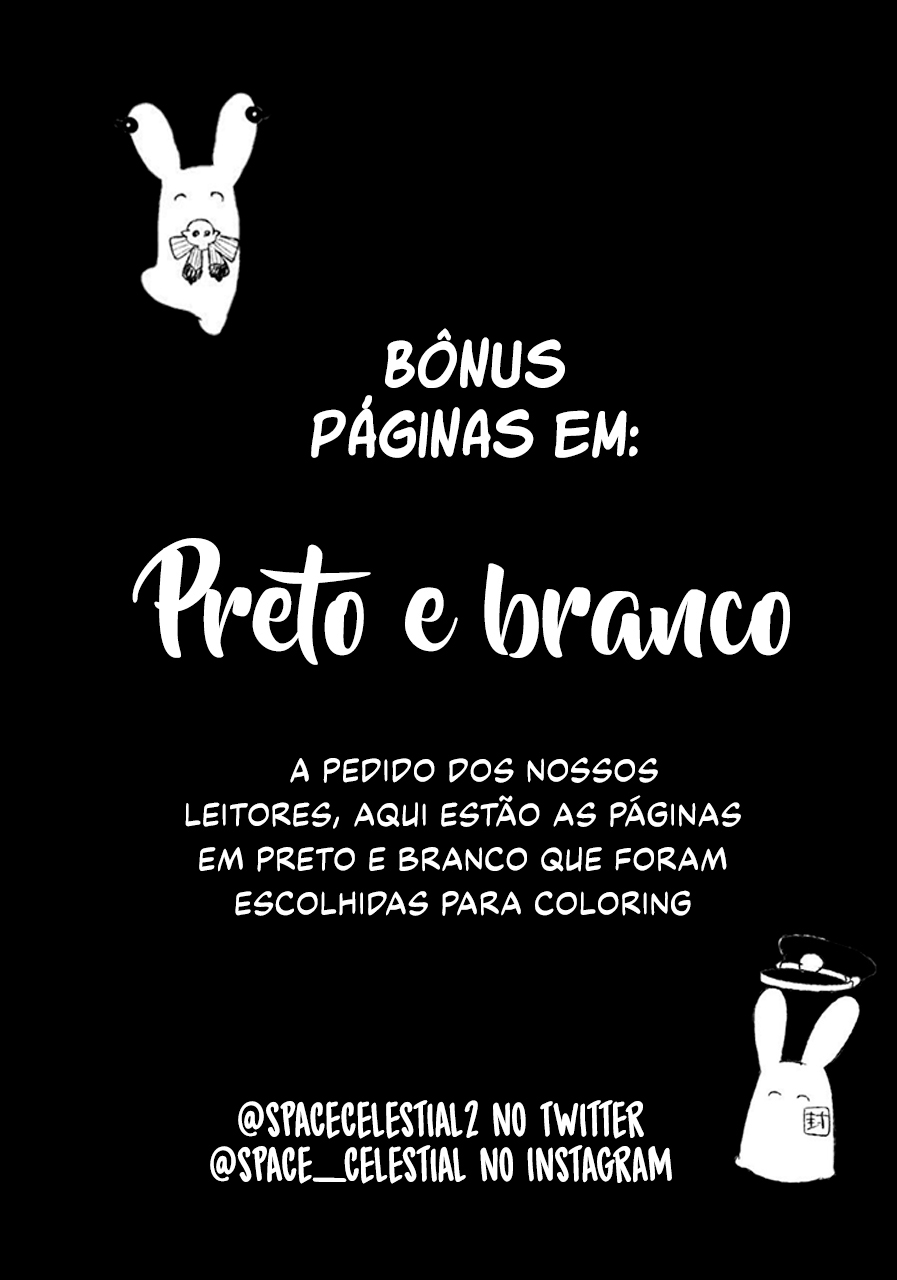 BÔNUS
PÁGINAS EM:
Preto e branco
A PEDIDO DOS NOSSOS
LEITORES, AQUI ESTÃO AS PÁGINAS
EM PRETO E BRANCO QUE FORAM
ESCOLHIDAS PARA COLORING
封
@SPACECELESTIAL2 NO TWITTER
@SPACE_CELESTIAL NO INSTAGRAM